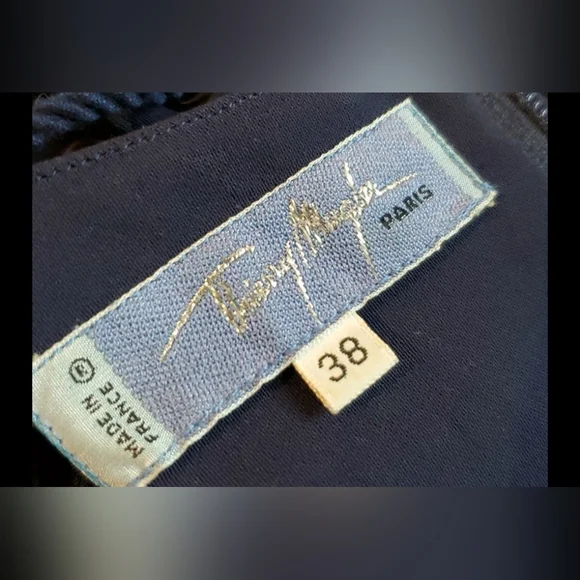 Thierry Mugler
PARIS
38
MADE IN
FRANCE